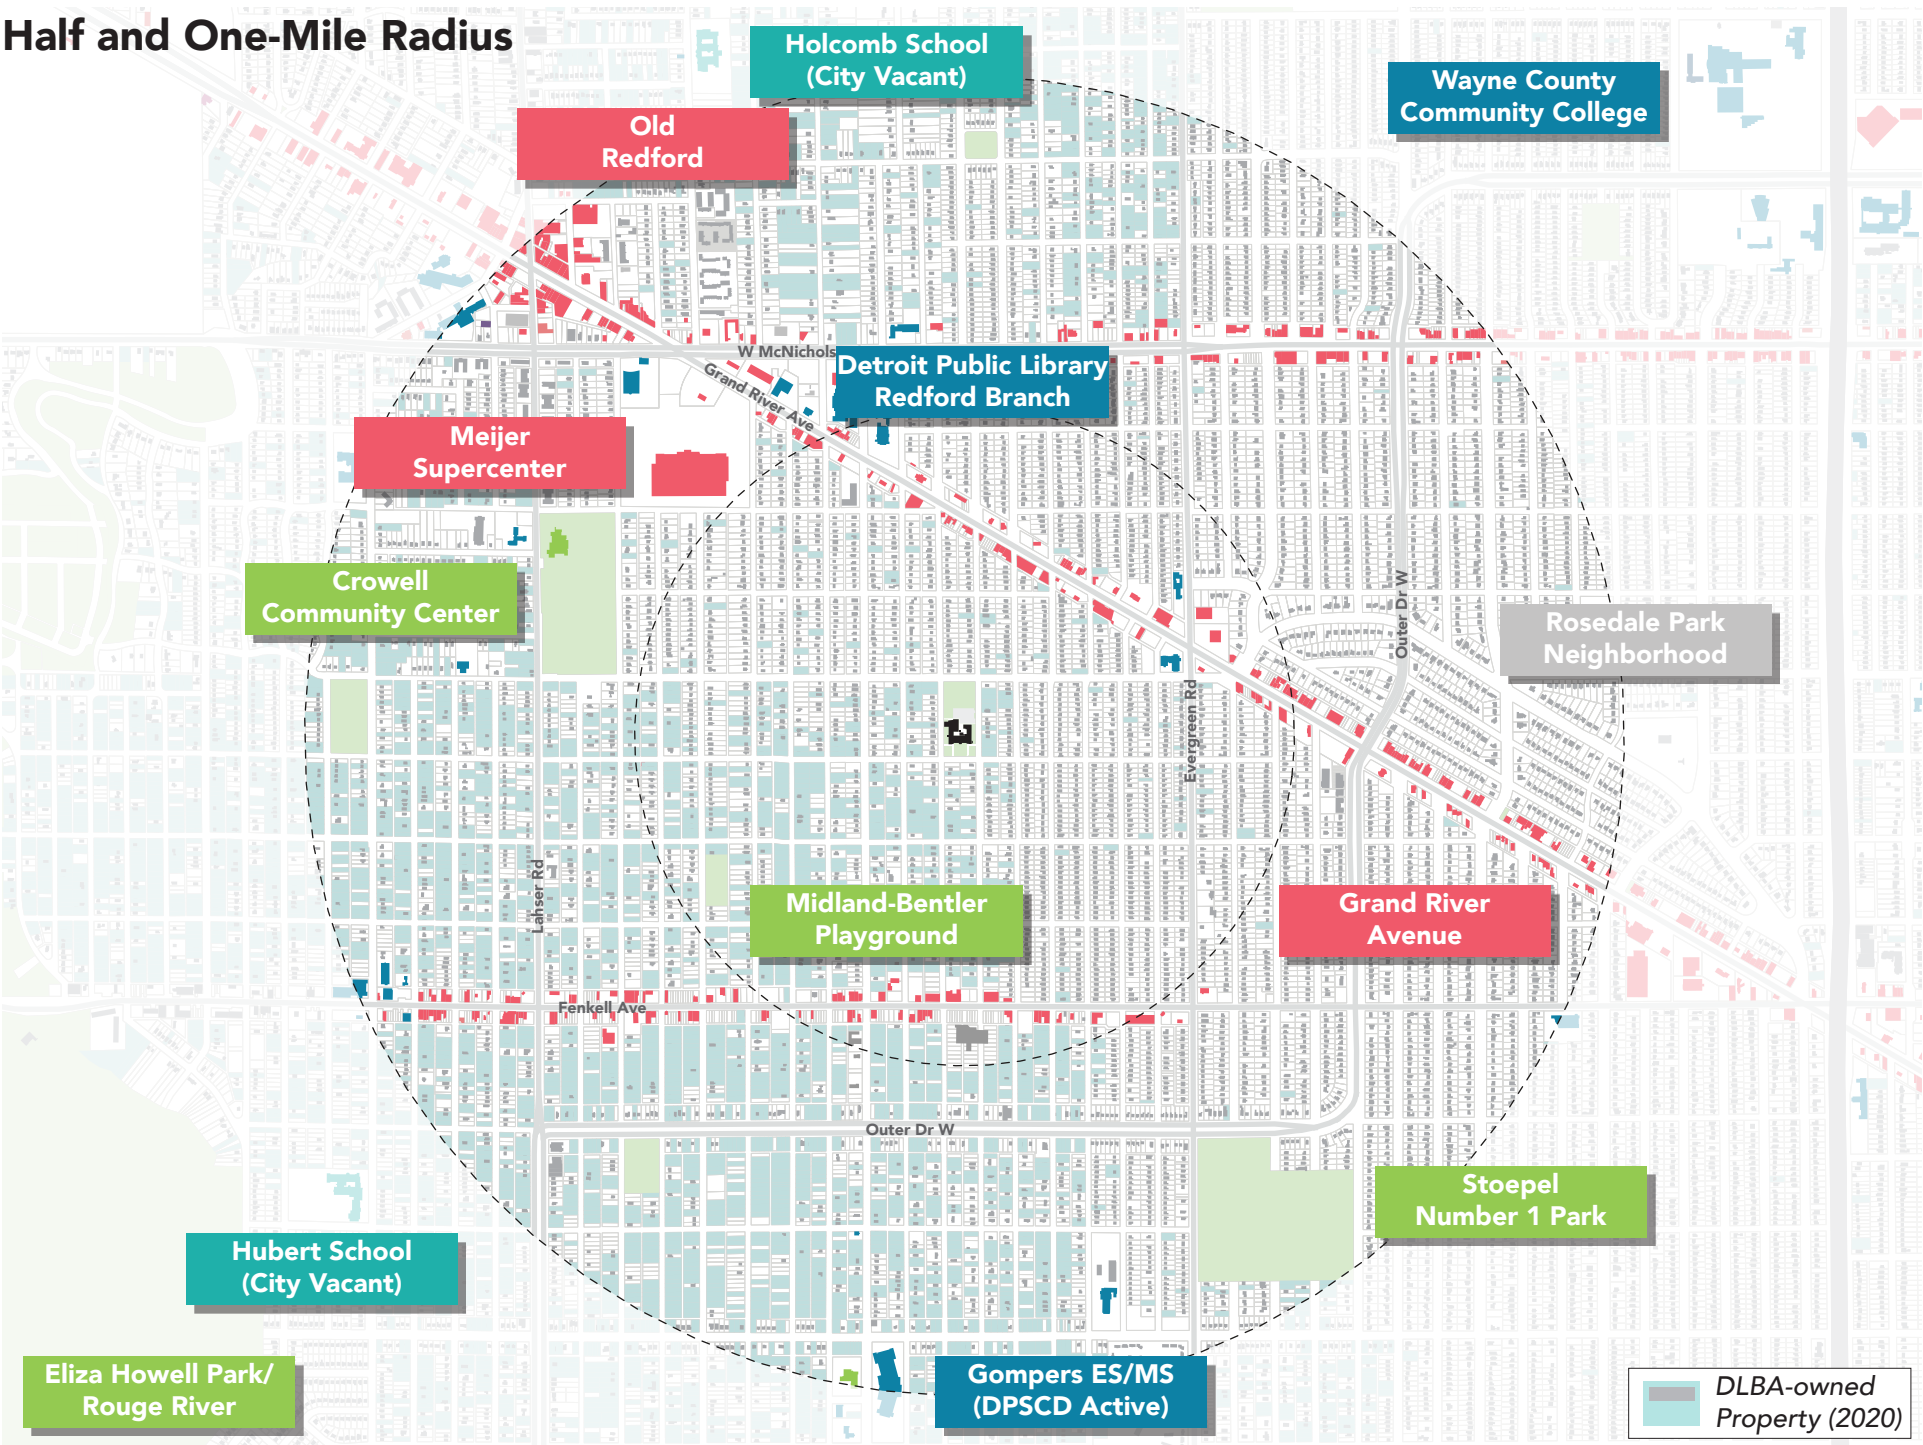 Half and One-Mile Radius
Holcomb School
(City Vacant)
Wayne County
Community College
Old
Redford
W McNichols
Detroit Public Library
Redford Branch
Grand River Ave
Meijer
Supercenter
Crowell
Community Center
Outer Dr W
Rosedale Park
Neighborhood
Evergreen Rd
Lahser Rd
Midland-Bentler
Playground
Grand River
Avenue
Fenkell Ave
Outer Dr W
Stoepel
Number 1 Park
Hubert School
(City Vacant)
Eliza Howell Park/
Rouge River
Gompers ES/MS
(DPSCD Active)
DLBA-owned
Property (2020)